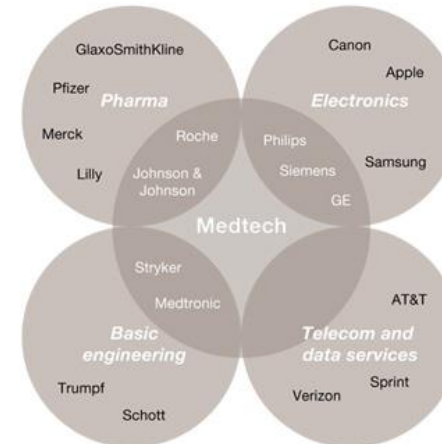 GlaxoSmithKline
Pfizer
Pharma
Merck
Roche
Lilly
Johnson &
Johnson
Canon
Apple
Electronics
Philips
Siemens
Samsung
GE
Medtech
Stryker
Medtronic
Basic
engineering
Trumpf
Schott
AT&T
Telecom and
data services
Sprint
Verizon